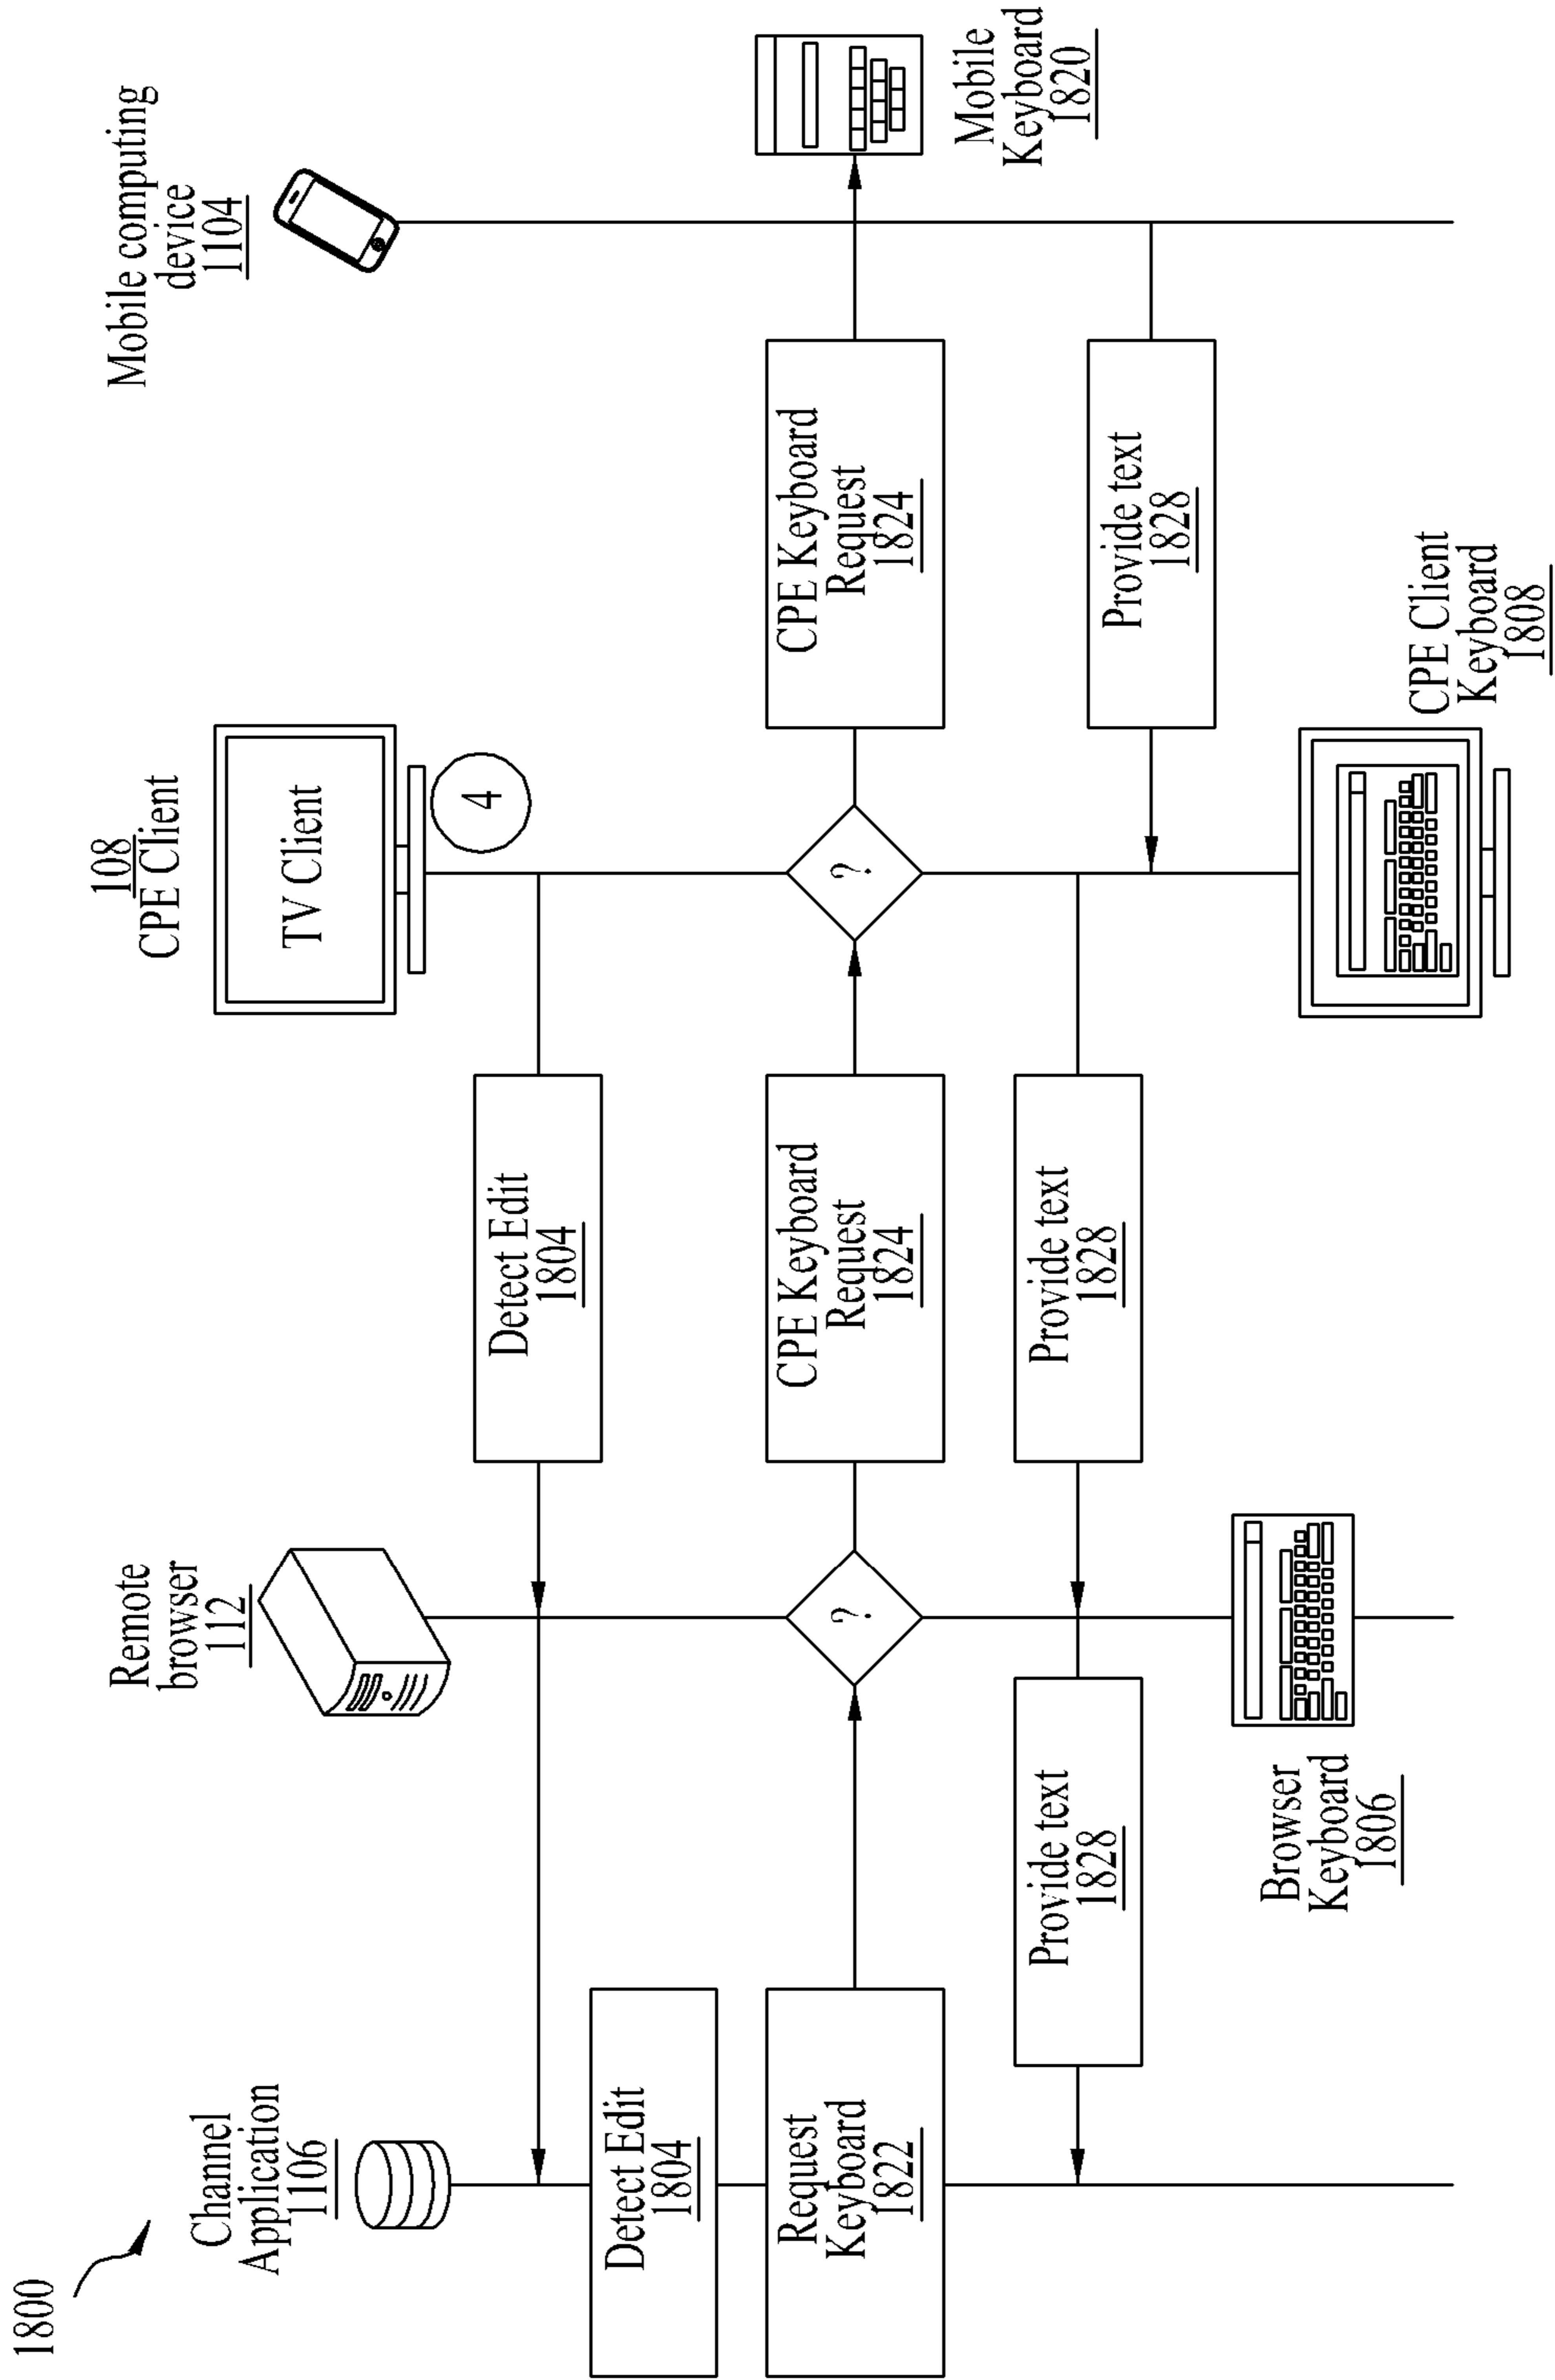 1800
Channel
Application
1106
Remote
browser
112
108
CPE Client
TV Client
4
Mobile computing
device
1104
Detect Edit
1804
Detect Edit
1804
Request
Keyboard
1822
?
CPE Keyboard
Request
1824
?
CPE Keyboard
Request
1824
Mobile
Keyboard
1820
Provide text
1828
Provide text
1828
Provide text
1828
Browser
Keyboard
1806
CPE Client
Keyboard
1808